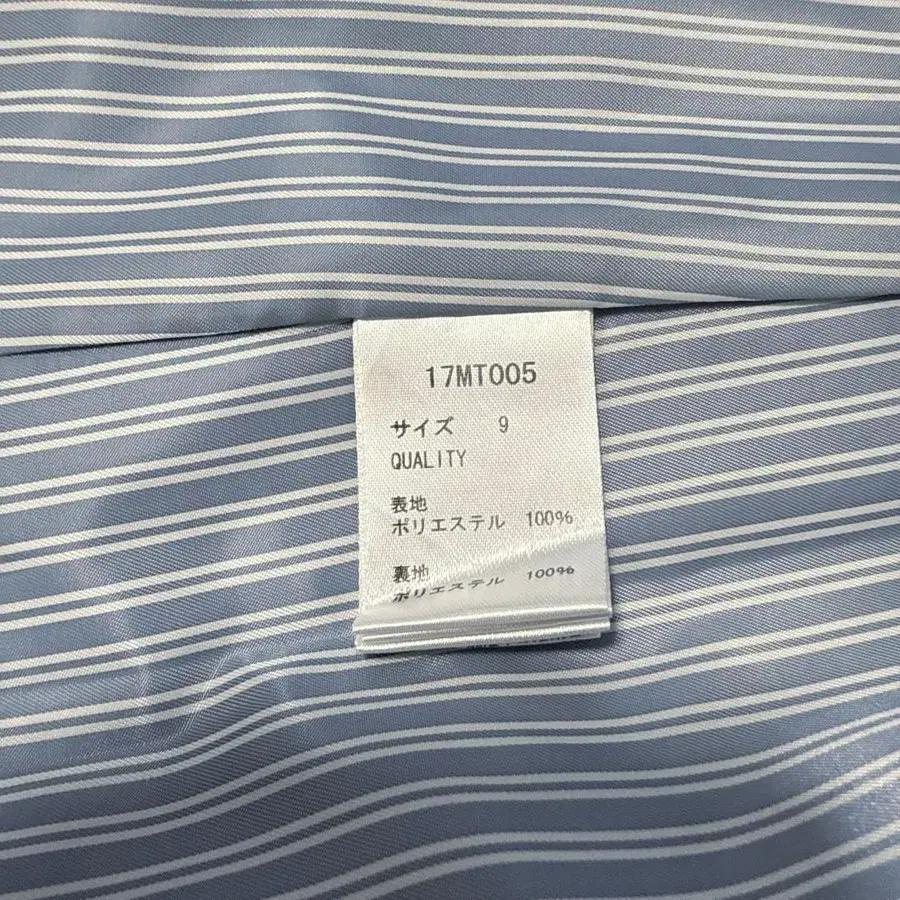 17MT005
サイズ 9
QUALITY
表地
ポリエステル 100%
裏地
ポリエステル 100%